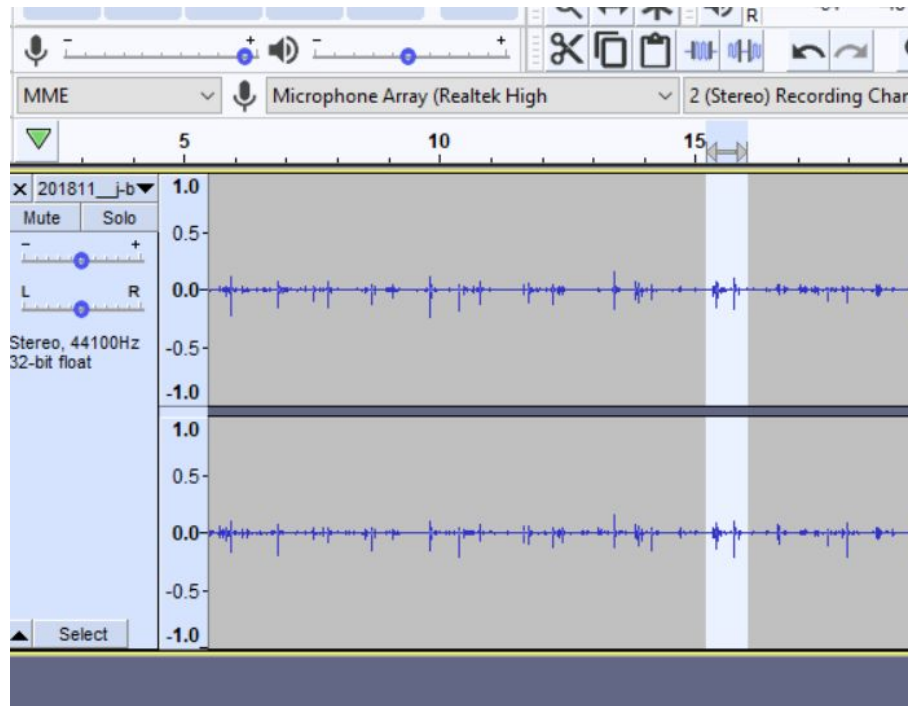 R
- +
- +
MME
Microphone Array (Realtek High
2 (Stereo) Recording Char
5 10 15
× 201811__j-b
Mute Solo
- +
L R
Stereo, 44100Hz
32-bit float
Select
1.0
0.5
0.0
-0.5
-1.0
1.0
0.5
0.0
-0.5
-1.0